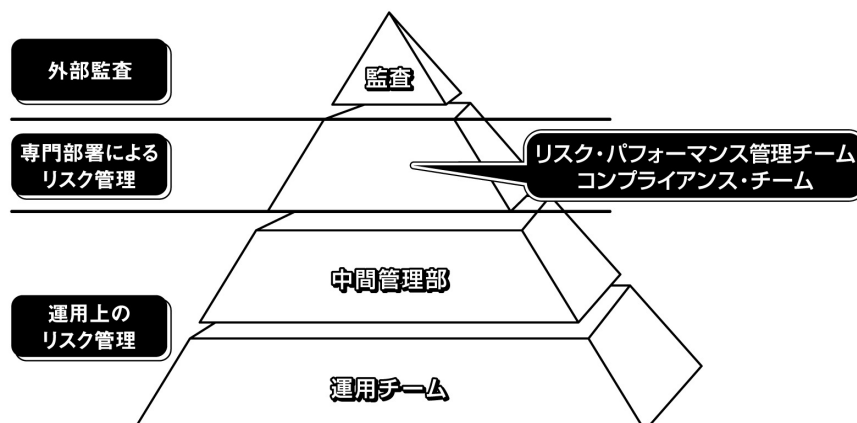 外部監査
監査
専門部署による
リスク管理
リスク・パフォーマンス管理チーム
コンプライアンス・チーム
中間管理部
運用上の
リスク管理
運用チーム